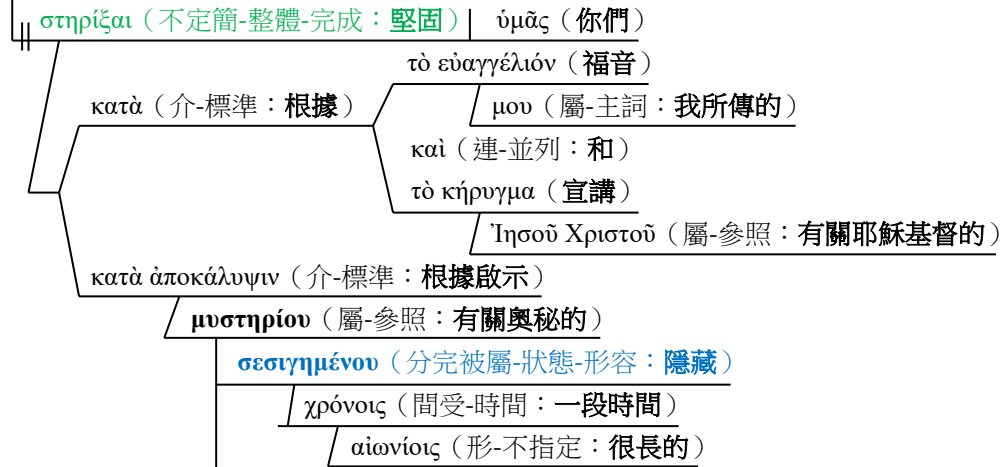 στηρίξαι（不定簡-整體-完成：堅固） ὑμᾶς（你們）
τὸ εὐαγγέλιόν（福音）
κατὰ（介-標準：根據）
μου（屬-主詞：我所傳的）
καὶ（連-並列：和）
τὸ κήρυγμα（宣講）
Ἰησοῦ Χριστοῦ（屬-參照：有關耶穌基督的）
κατὰ ἀποκάλυψιν（介-標準：根據啟示）
μυστηρίου（屬-參照：有關奧秘的）
σεσιγημένου（分完被屬-狀態-形容：隱藏）
χρόνοις（間受-時間：一段時間）
αἰωνίοις（形-不指定：很長的）